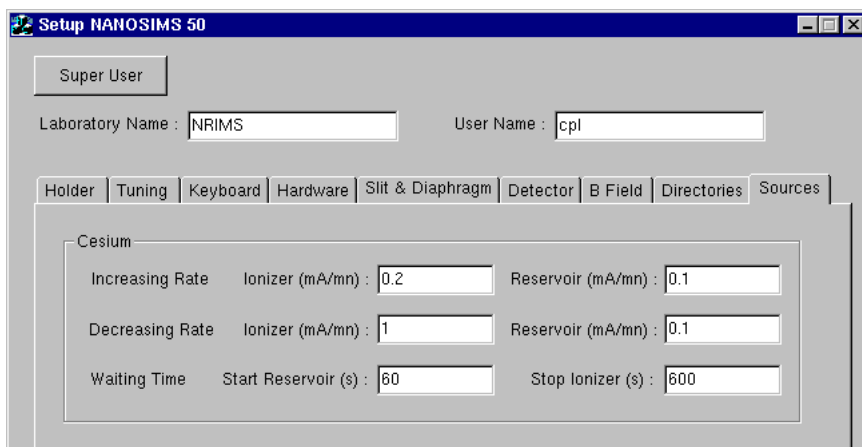 Setup NANOSIMS 50
Super User
Laboratory Name : NRIMS User Name : cpl
Holder Tuning Keyboard Hardware Slit & Diaphragm Detector B Field Directories Sources
Cesium
Increasing Rate Ionizer (mA/mn) : 0.2 Reservoir (mA/mn) : 0.1
Decreasing Rate Ionizer (mA/mn) : 1 Reservoir (mA/mn) : 0.1
Waiting Time Start Reservoir (s) : 60 Stop Ionizer (s) : 600